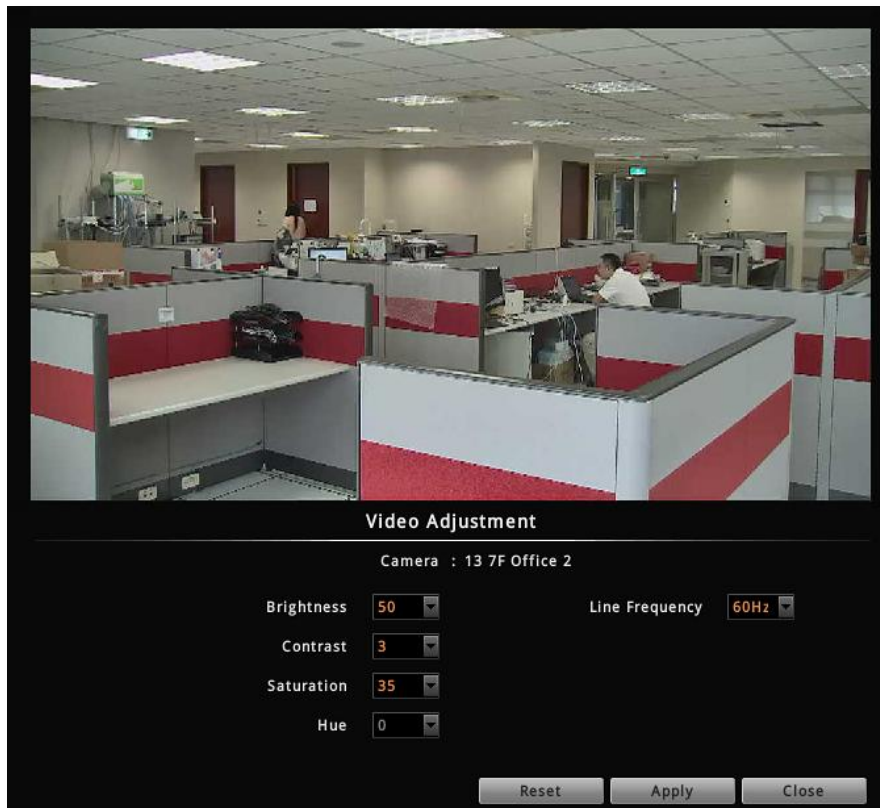 Video Adjustment
Camera : 13 7F Office 2
Brightness 50 Line Frequency 60Hz
Contrast 3
Saturation 35
Hue 0
Reset Apply Close